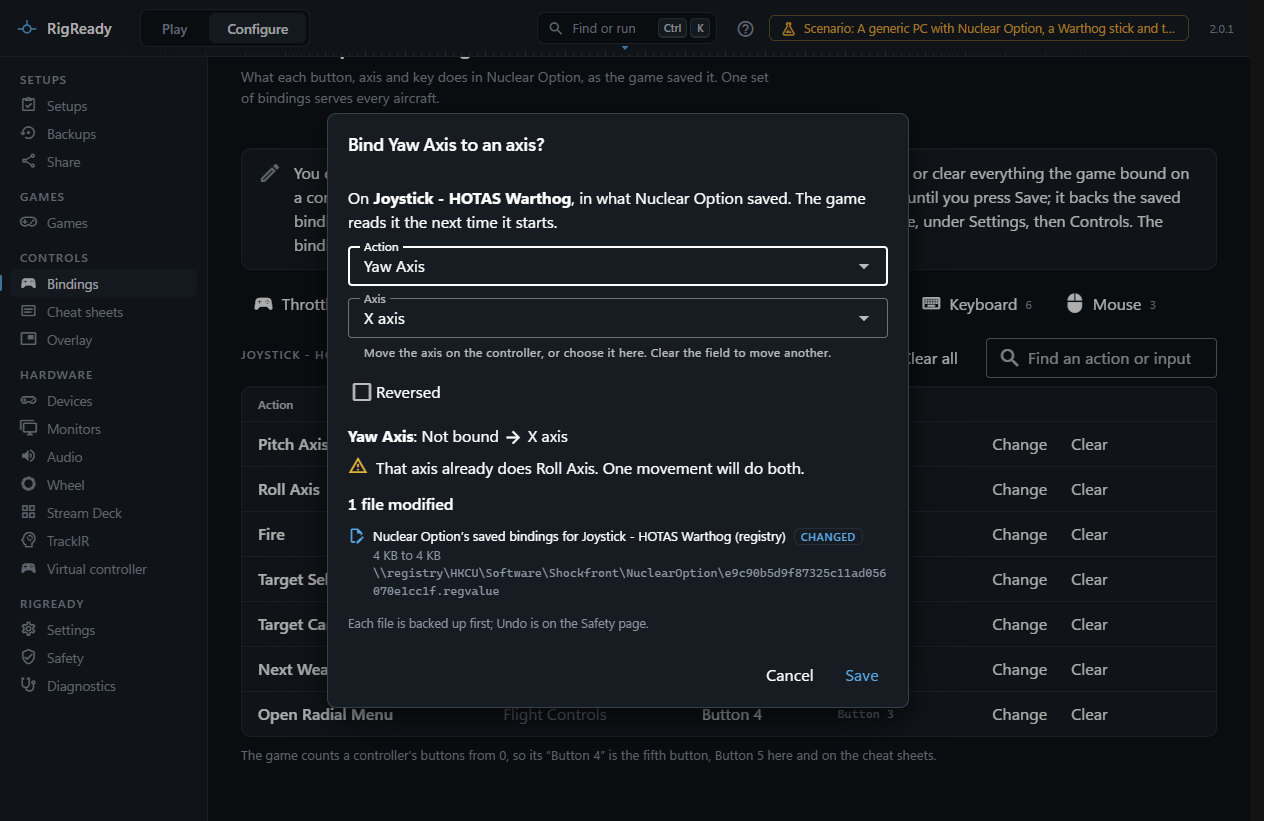 RigReady
Play
Configure
Find or run
Ctrl
K
Scenario: A generic PC with Nuclear Option, a Warthog stick and t...
2.0.1
SETUPS
Setups
Backups
Share
GAMES
Games
CONTROLS
Bindings
Cheat sheets
Overlay
HARDWARE
Devices
Monitors
Audio
Wheel
Stream Deck
TrackIR
Virtual controller
RIGREADY
Settings
Safety
Diagnostics
What each button, axis and key does in Nuclear Option, as the game saved it. One set
of bindings serves every aircraft.
You
or clear everything the game bound on
until you press Save; it backs the saved
under Settings, then Controls. The
Keyboard 6
Mouse 3
JOYSTICK -
all
Find an action or input
Action
Pitch Axis
Change
Clear
Roll Axis
Change
Clear
Fire
Change
Clear
Target
Change
Clear
Target
Change
Clear
Next
Change
Clear
Open Radial Menu
Flight Controls
Button 4
Button 3
Change
Clear
The game counts a controller's buttons from 0, so its “Button 4” is the fifth button, Button 5 here and on the cheat sheets.
Bind Yaw Axis to an axis?
On Joystick - HOTAS Warthog, in what Nuclear Option saved. The game
reads it the next time it starts.
Action
Yaw Axis
Axis
X axis
Move the axis on the controller, or choose it here. Clear the field to move another.
Reversed
Yaw Axis: Not bound → X axis
That axis already does Roll Axis. One movement will do both.
1 file modified
Nuclear Option’s saved bindings for Joystick - HOTAS Warthog (registry)
CHANGED
4 KB to 4 KB
\\registry\HKCU\Software\Shockfront\NuclearOption\e9c90b5d9f87325c11ad056
070e1cc1f.regvalue
Each file is backed up first; Undo is on the Safety page.
Cancel
Save